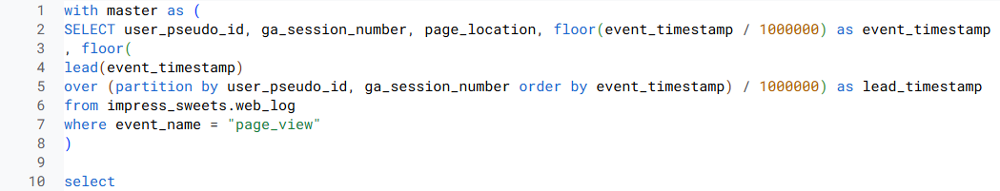 1 with master as (
2 SELECT user_pseudo_id, ga_session_number, page_location, floor(event_timestamp / 1000000) as event_timestamp
3 , floor(
4 lead(event_timestamp)
5 over (partition by user_pseudo_id, ga_session_number order by event_timestamp) / 1000000) as lead_timestamp
6 from impress_sweets.web_log
7 where event_name = "page_view"
8 )
9
10 select